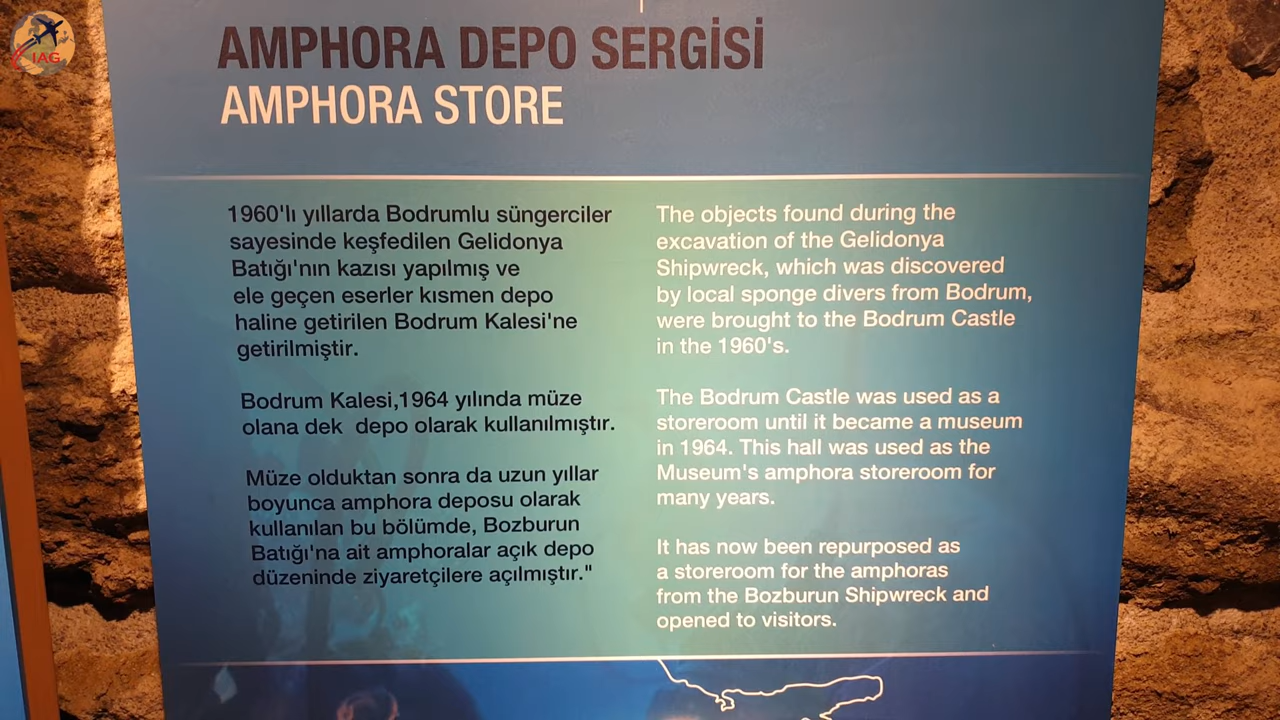 IAG
AMPHORA DEPO SERGİSİ
AMPHORA STORE
1960'lı yıllarda Bodrumlu süngerciler
sayesinde keşfedilen Gelidonya
Batığı'nın kazısı yapılmış ve
ele geçen eserler kısmen depo
haline getirilen Bodrum Kalesi'ne
getirilmiştir.
Bodrum Kalesi,1964 yılında müze
olana dek  depo olarak kullanılmıştır.
Müze olduktan sonra da uzun yıllar
boyunca amphora deposu olarak
kullanılan bu bölümde, Bozburun
Batığı'na ait amphoralar açık depo
düzeninde ziyaretçilere açılmıştır."
The objects found during the
excavation of the Gelidonya
Shipwreck, which was discovered
by local sponge divers from Bodrum,
were brought to the Bodrum Castle
in the 1960's.
The Bodrum Castle was used as a
storeroom until it became a museum
in 1964. This hall was used as the
Museum's amphora storeroom for
many years.
It has now been repurposed as
a storeroom for the amphoras
from the Bozburun Shipwreck and
opened to visitors.